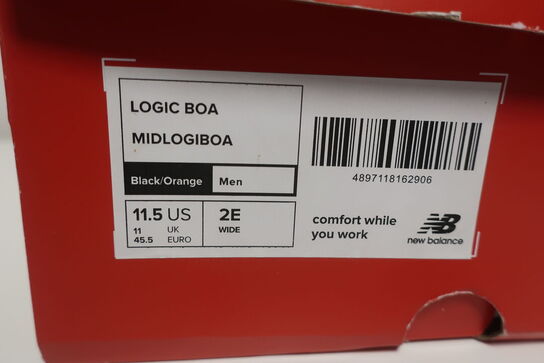 LOGIC BOA
MIDLOGIBOA
Black/Orange Men
11.5 US
11 UK
45.5 EURO
2E
WIDE
4897118162906
comfort while
you work
NB
new balance